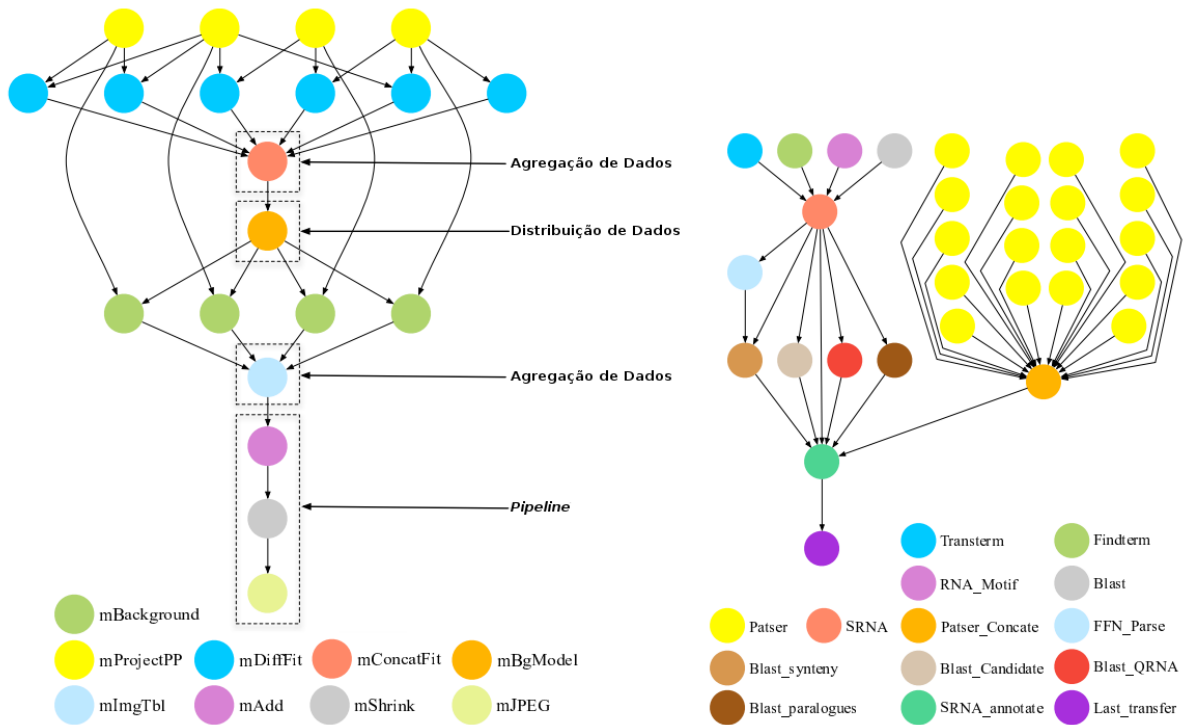 Agregação de Dados
Distribuição de Dados
Agregação de Dados
Pipeline
mBackground
mProjectPP
mDiffFit
mConcatFit
mBgModel
mImgTbl
mAdd
mShrink
mJPEG
Transterm
Findterm
RNA_Motif
Blast
Patser
SRNA
Patser_Concate
FFN_Parse
Blast_synteny
Blast_Candidate
Blast_QRNA
Blast_paralogues
SRNA_annotate
Last_transfer